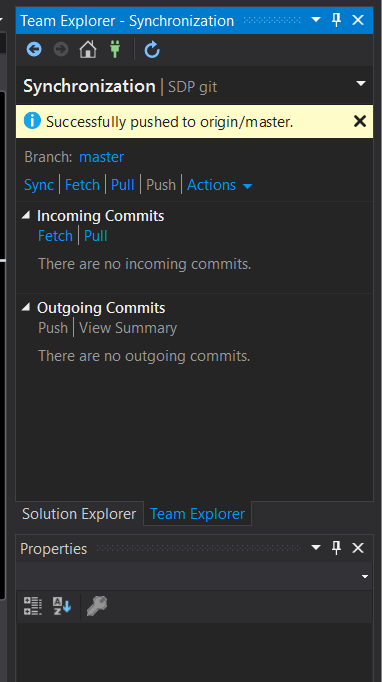 Team Explorer - Synchronization
Synchronization | SDP git
Successfully pushed to origin/master.
Branch: master
Sync | Fetch | Pull | Push | Actions
Incoming Commits
Fetch | Pull
There are no incoming commits.
Outgoing Commits
Push | View Summary
There are no outgoing commits.
Solution Explorer Team Explorer
Properties